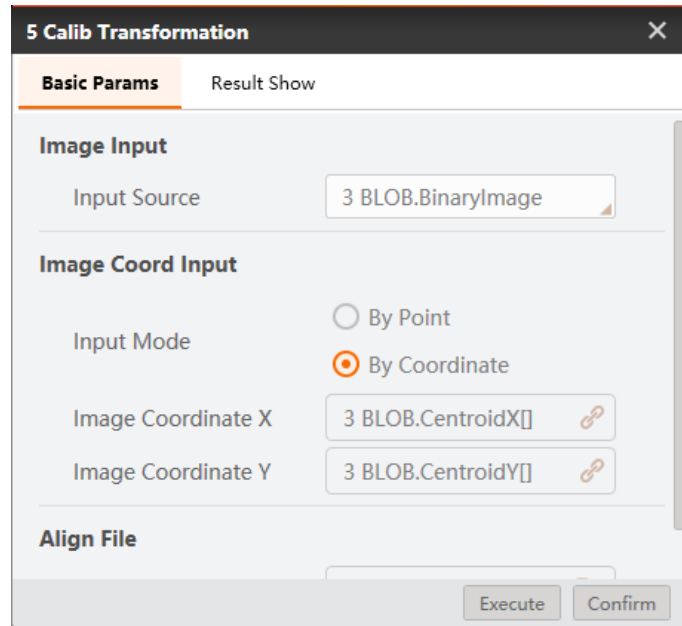 5 Calib Transformation
Basic Params Result Show
Image Input
Input Source 3 BLOB.BinaryImage
Image Coord Input
By Point
Input Mode
By Coordinate
Image Coordinate X 3 BLOB.CentroidX[]
Image Coordinate Y 3 BLOB.CentroidY[]
Align File
Execute Confirm